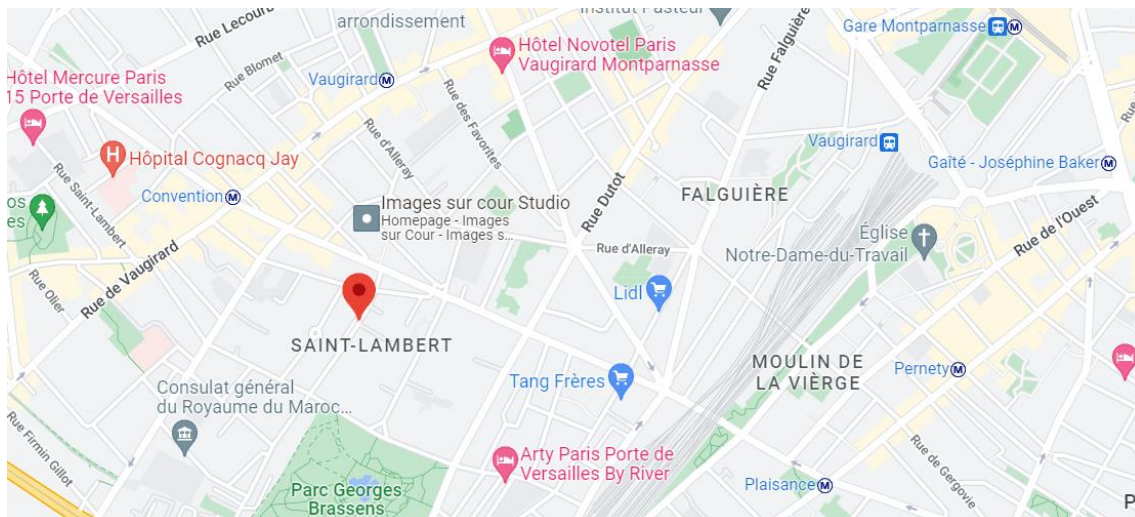 arrondissement
Institut Pasteur
Gare Montparnasse
Rue Lecourbe
Hôtel Novotel Paris
Vaugirard Montparnasse
Rue Falguière
Rue Blomet
Vaugirard
Hôtel Mercure Paris
15 Porte de Versailles
Rue des Favorites
Rue d'Alleray
Vaugirard
Hôpital Cognacq Jay
Gaîté - Joséphine Baker
Rue Saint-Lambert
Convention
Images sur cour Studio
Homepage - Images
sur Cour - Images s...
Rue Dutot
FALGUIÈRE
Rue de l'Ouest
Rue d'Alleray
Église
Notre-Dame-du-Travail
Rue de Vaugirard
Rue Olier
Lidl
SAINT-LAMBERT
MOULIN DE
LA VIÈRGE
Pernety
Consulat général
du Royaume du Maroc...
Tang Frères
Rue Firmin Gillot
Arty Paris Porte de
Versailles By River
Rue de Gergovie
Parc Georges
Brassens
Plaisance